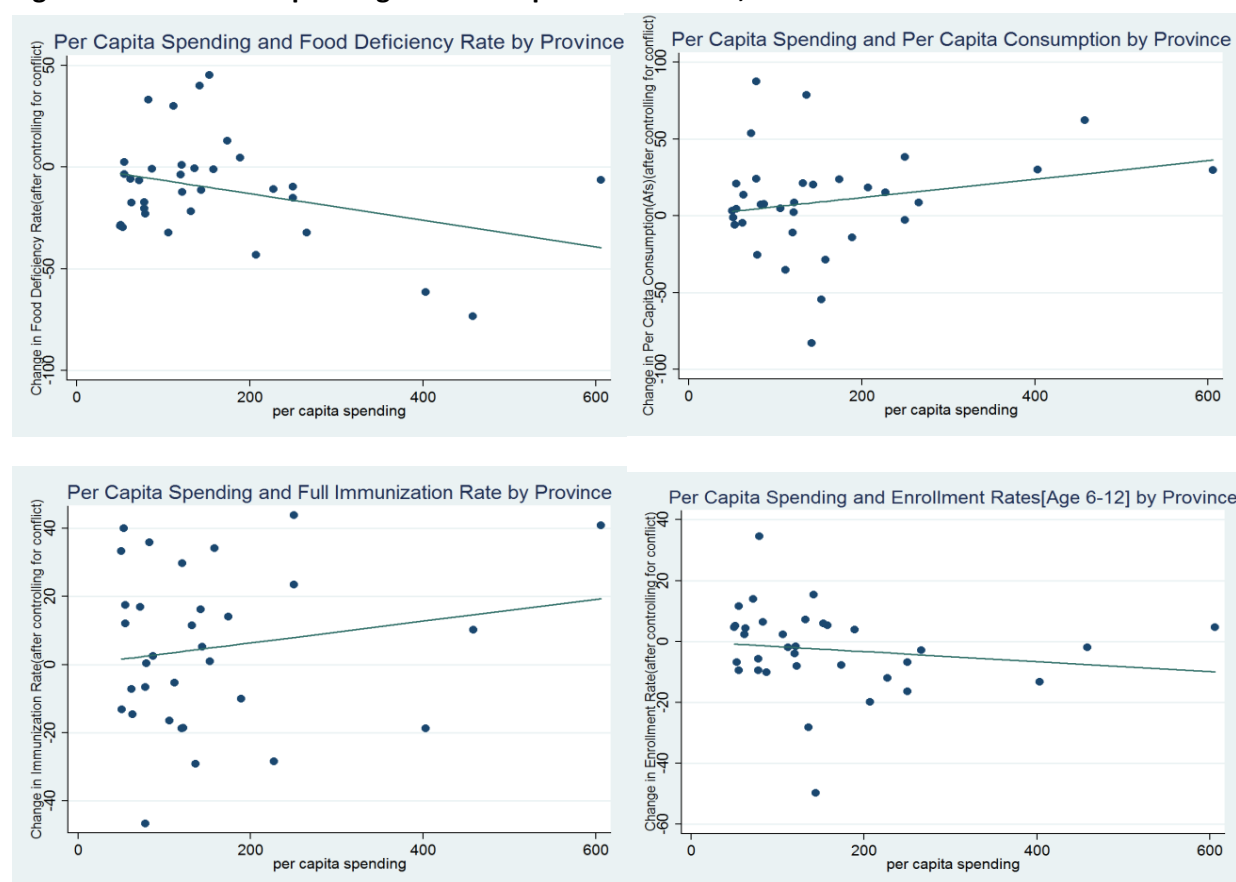 Per Capita Spending and Food Deficiency Rate by Province
Change in Food Deficiency Rate(after controlling for conflict)
50
0
-50
-100
0 200 400 600
per capita spending
Per Capita Spending and Per Capita Consumption by Province
Change in Per Capita Consumption(Afs)(after controlling for conflict)
100
50
0
-50
-100
0 200 400 600
per capita spending
Per Capita Spending and Full Immunization Rate by Province
Change in Immunization Rate(after controlling for conflict)
40
20
0
-20
-40
0 200 400 600
per capita spending
Per Capita Spending and Enrollment Rates[Age 6-12] by Province
Change in Enrollment Rate(after controlling for conflict)
40
20
0
-20
-40
-60
0 200 400 600
per capita spending